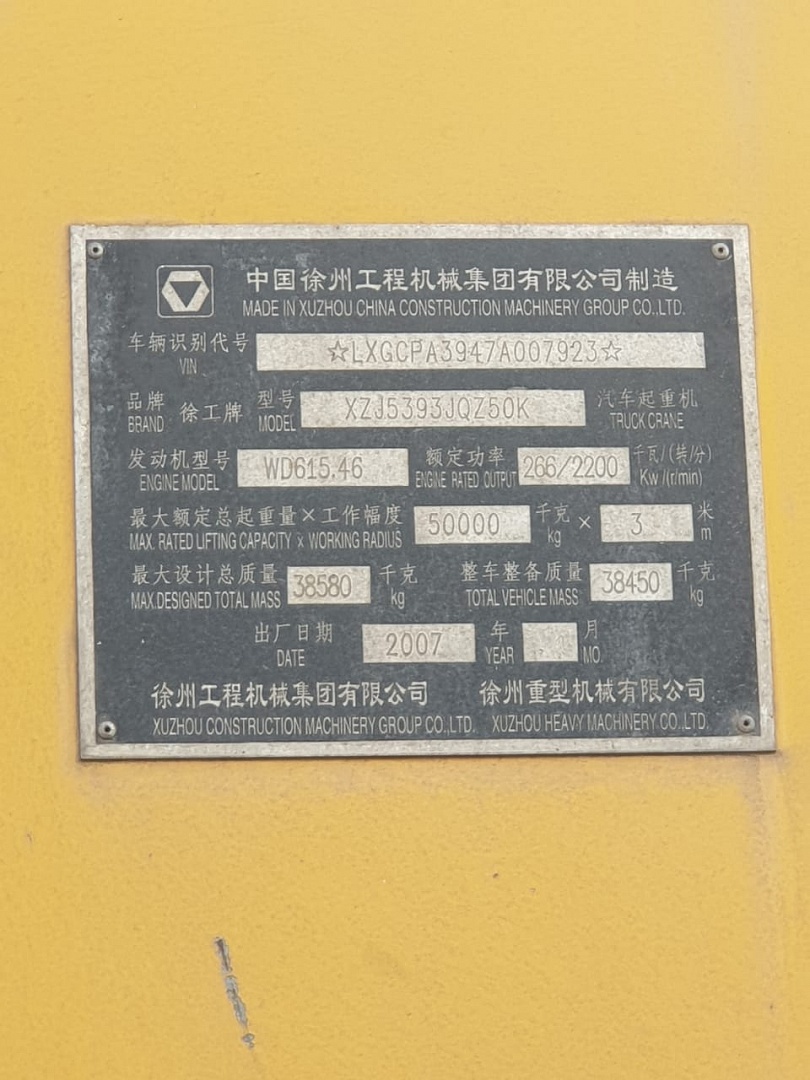 中国徐州工程机械集团有限公司制造
MADE IN XUZHOU CHINA CONSTRUCTION MACHINERY GROUP CO.,LTD.
车辆识别代号 ☆LXGCPA3947A007923☆
VIN
品牌 徐工牌 型号 XZJ5393JQZ50K 汽车起重机
BRAND MODEL TRUCK CRANE
发动机型号 WD615.46 额定功率 266/2200 千瓦/(转/分)
ENGINE MODEL ENGINE RATED OUTPUT Kw/(r/min)
最大额定总起重量×工作幅度 50000 千克 × 3 米
MAX. RATED LIFTING CAPACITY x WORKING RADIUS kg m
最大设计总质量 38580 千克 整车整备质量 38450 千克
MAX.DESIGNED TOTAL MASS kg TOTAL VEHICLE MASS kg
出厂日期 2007 年 月
DATE YEAR MO.
徐州工程机械集团有限公司 徐州重型机械有限公司
XUZHOU CONSTRUCTION MACHINERY GROUP CO.,LTD. XUZHOU HEAVY MACHINERY CO.,LTD.